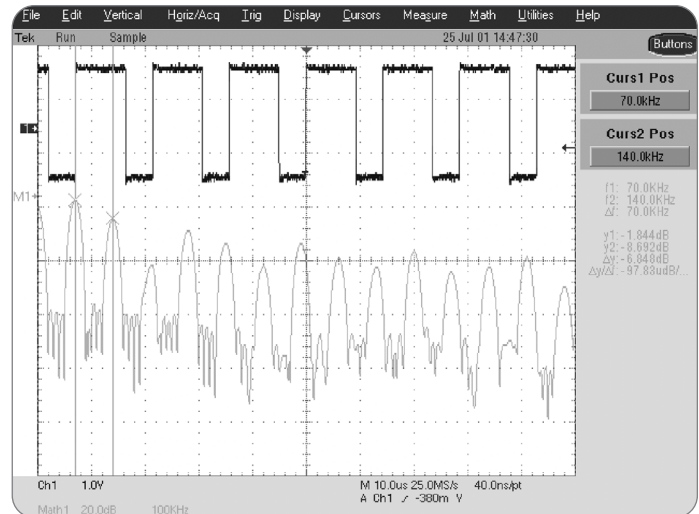 File Edit Vertical Horiz/Acq Trig Display Cursors Measure Math Utilities Help
Tek Run Sample 25 Jul 01 14:47:30
Buttons
Curs1 Pos
70.0kHz
Curs2 Pos
140.0kHz
M1
f1: 70.0KHz
f2: 140.0KHz
Δf: 70.0KHz
y1: -1.844dB
y2: -8.692dB
Δy: -6.848dB
Δy/Δf: -97.83udB/...
Ch1 1.0V M 10.0us 25.0MS/s 40.0ns/pt
A Ch1 -380m V
Math1 20.0dB 100KHz